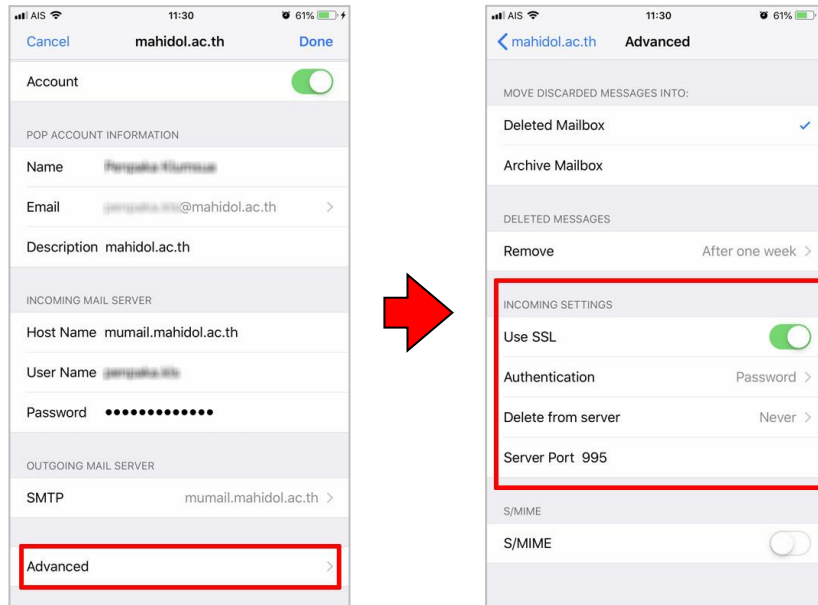 AIS 11:30 61%
Cancel mahidol.ac.th Done
Account
POP ACCOUNT INFORMATION
Name
Email @mahidol.ac.th
Description mahidol.ac.th
INCOMING MAIL SERVER
Host Name mumail.mahidol.ac.th
User Name
Password •••••••••••••
OUTGOING MAIL SERVER
SMTP mumail.mahidol.ac.th
Advanced
AIS 11:30 61%
mahidol.ac.th Advanced
MOVE DISCARDED MESSAGES INTO:
Deleted Mailbox
Archive Mailbox
DELETED MESSAGES
Remove After one week
INCOMING SETTINGS
Use SSL
Authentication Password
Delete from server Never
Server Port 995
S/MIME
S/MIME